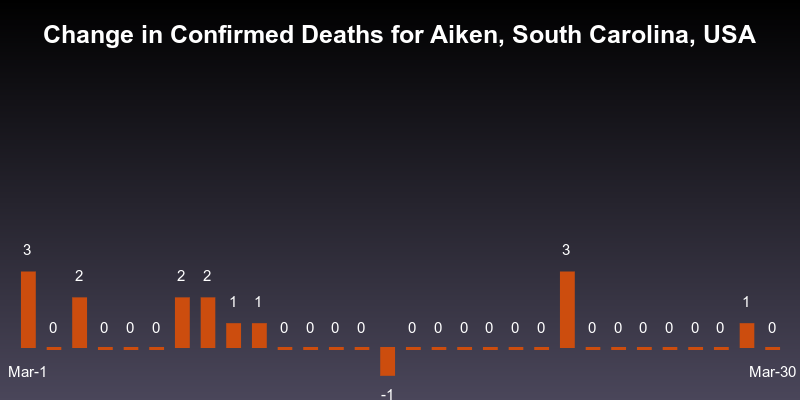 Change in Confirmed Deaths for Aiken, South Carolina, USA
3 0 2 0 0 0 2 2 1 1 0 0 0 0 -1 0 0 0 0 0 0 3 0 0 0 0 0 0 1 0
Mar-1 Mar-30